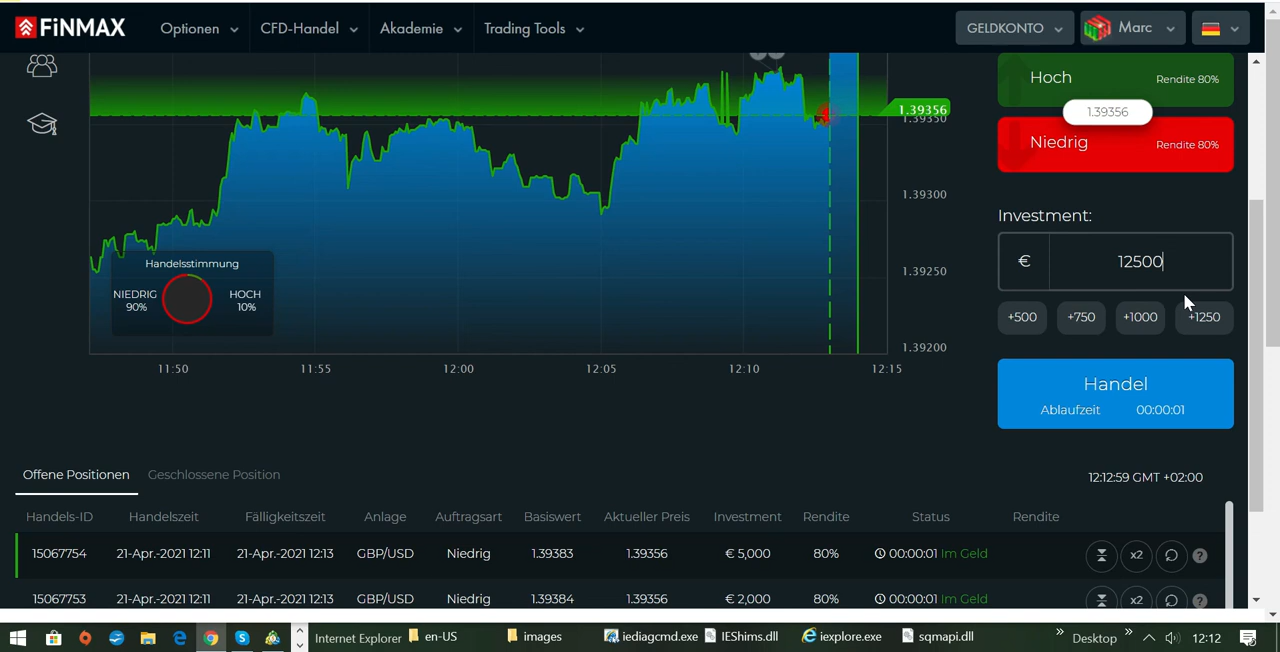 FiNMAX Optionen CFD-Handel Akademie Trading Tools GELDKONTO Marc
Hoch Rendite 80%
1.39356
Niedrig Rendite 80%
1.39356
1.39350
1.39300
1.39250
1.39200
Handelsstimmung
NIEDRIG HOCH
90% 10%
11:50 11:55 12:00 12:05 12:10 12:15
Investment:
€ 12500
+500 +750 +1000 +1250
Handel
Ablaufzeit 00:00:01
Offene Positionen Geschlossene Position 12:12:59 GMT +02:00
Handels-ID Handelszeit Fälligkeitszeit Anlage Auftragsart Basiswert Aktueller Preis Investment Rendite Status Rendite
15067754 21-Apr.-2021 12:11 21-Apr.-2021 12:13 GBP/USD Niedrig 1.39383 1.39356 € 5,000 80% 00:00:01 Im Geld x2 ?
15067753 21-Apr.-2021 12:11 21-Apr.-2021 12:13 GBP/USD Niedrig 1.39384 1.39356 € 2,000 80% 00:00:01 Im Geld x2 ?
Internet Explorer en-US images iediagcmd.exe IEShims.dll iexplore.exe sqmapi.dll » Desktop » 12:12